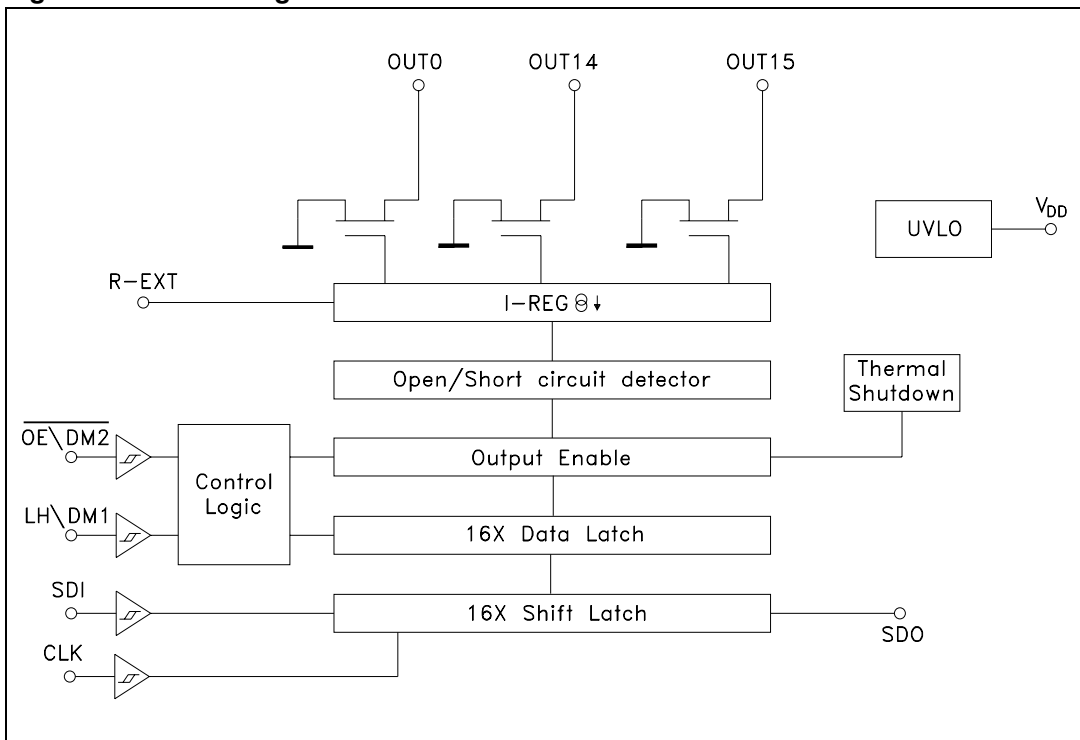 OUT0
OUT14
OUT15
VDD
UVLO
R-EXT
I-REG
Open/Short circuit detector
Thermal
Shutdown
OE\DM2
Output Enable
Control
Logic
LH\DM1
16X Data Latch
SDI
16X Shift Latch
SDO
CLK